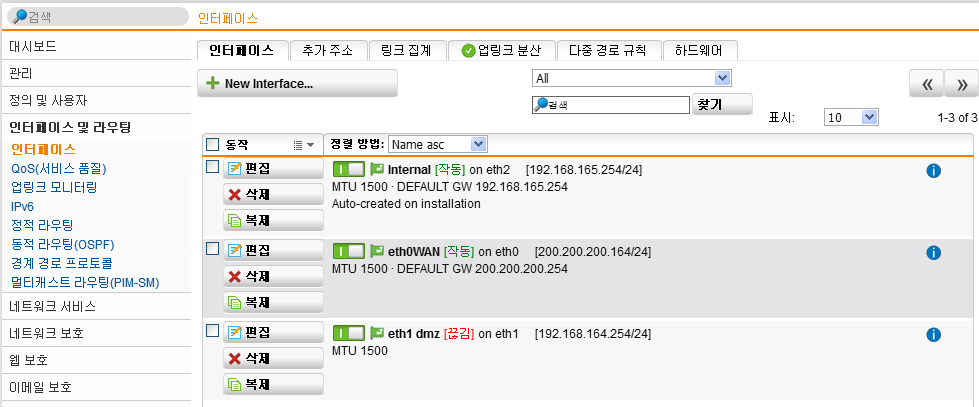 검색
인터페이스
대시보드
관리
정의 및 사용자
인터페이스 및 라우팅
인터페이스
QoS(서비스 품질)
업링크 모니터링
IPv6
정적 라우팅
동적 라우팅(OSPF)
경계 경로 프로토콜
멀티캐스트 라우팅(PIM-SM)
네트워크 서비스
네트워크 보호
웹 보호
이메일 보호
인터페이스 추가 주소 링크 집계 업링크 분산 다중 경로 규칙 하드웨어
New Interface...
All
검색 찾기
표시: 10 1-3 of 3
동작 정렬 방법: Name asc
편집 Internal [작동] on eth2 [192.168.165.254/24]
MTU 1500 · DEFAULT GW 192.168.165.254
삭제
Auto-created on installation
복제
편집 eth0WAN [작동] on eth0 [200.200.200.164/24]
MTU 1500 · DEFAULT GW 200.200.200.254
삭제
복제
편집 eth1 dmz [끊김] on eth1 [192.168.164.254/24]
MTU 1500
삭제
복제